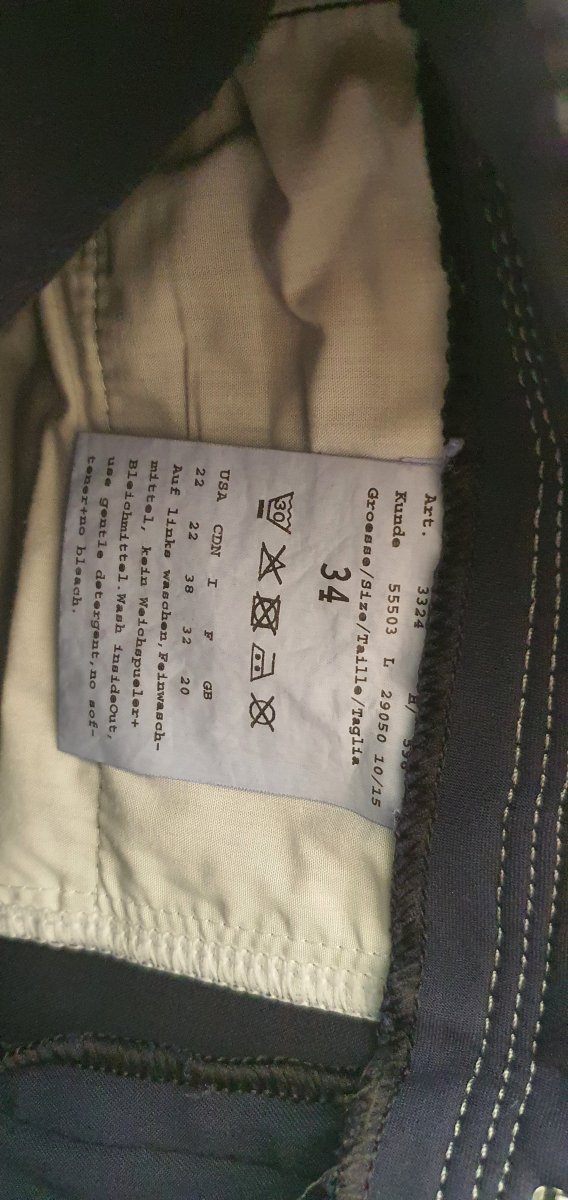 Art. 3324 H/
Kunde 55503 L 29050 10/15
Groesse/Size/Taille/Taglia
34
30
USA CDN I F GB
22 22 38 32 20
Auf links waschen,Feinwasch-
mittel, kein Weichspueler+
Bleichmittel.Wash insideOut,
use gentle detergent,no sof-
tener+no bleach.